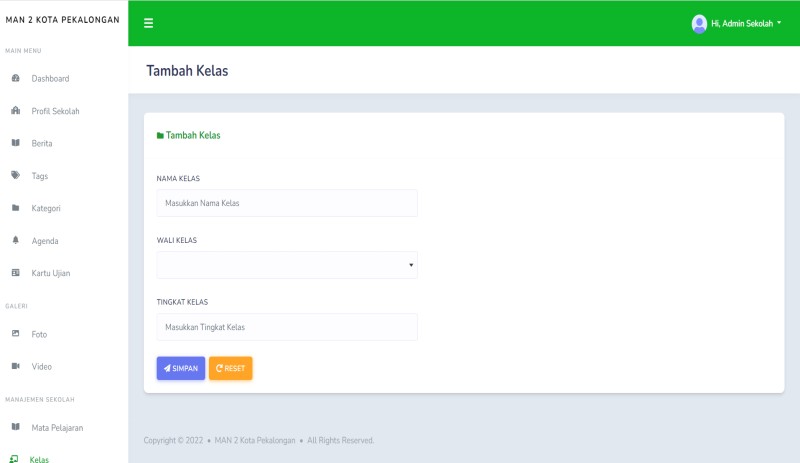 MAN 2 KOTA PEKALONGAN
MAIN MENU
Dashboard
Profil Sekolah
Berita
Tags
Kategori
Agenda
Kartu Ujian
GALERI
Foto
Video
MANAJEMEN SEKOLAH
Mata Pelajaran
Kelas
Hi, Admin Sekolah
Tambah Kelas
Tambah Kelas
NAMA KELAS
Masukkan Nama Kelas
WALI KELAS
TINGKAT KELAS
Masukkan Tingkat Kelas
SIMPAN RESET
Copyright © 2022 • MAN 2 Kota Pekalongan • All Rights Reserved.